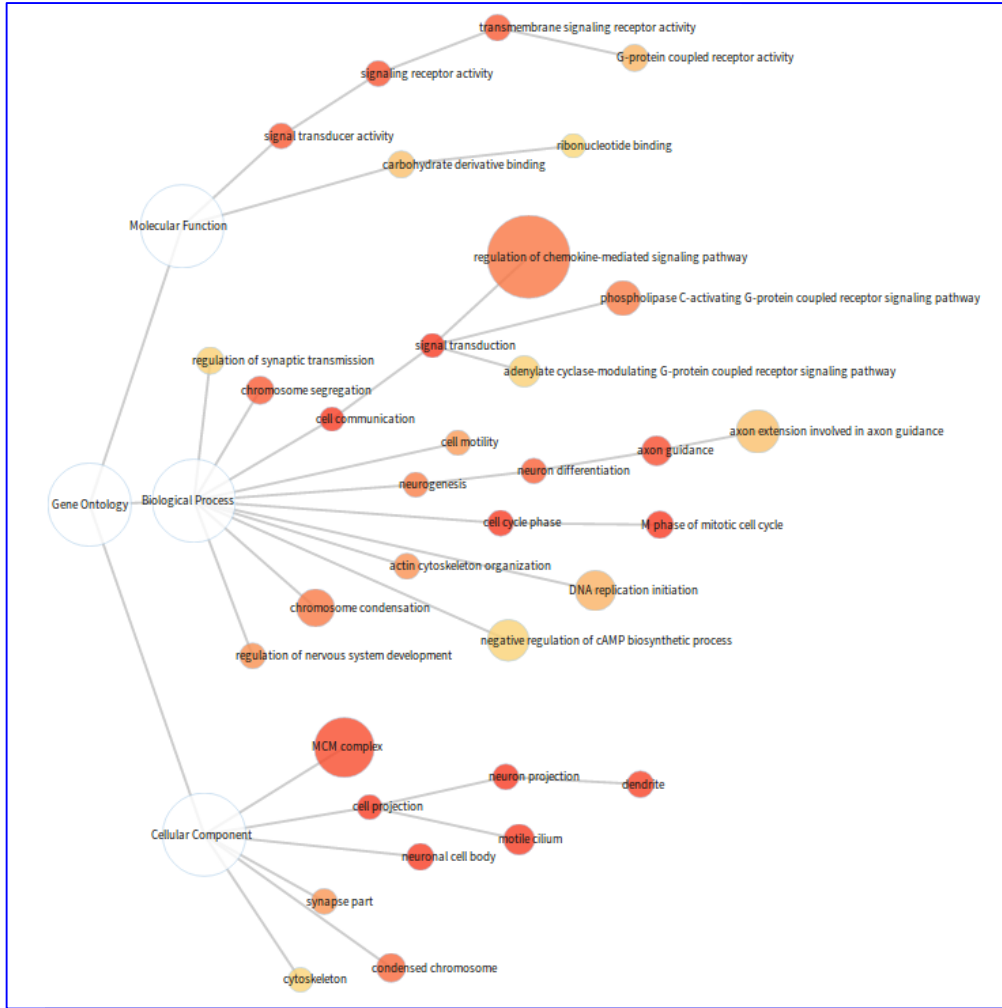 transmembrane signaling receptor activity
G-protein coupled receptor activity
signaling receptor activity
signal transducer activity
ribonucleotide binding
carbohydrate derivative binding
Molecular Function
regulation of chemokine-mediated signaling pathway
phospholipase C-activating G-protein coupled receptor signaling pathway
signal transduction
regulation of synaptic transmission
adenylate cyclase-modulating G-protein coupled receptor signaling pathway
chromosome segregation
cell communication
axon extension involved in axon guidance
cell motility
axon guidance
neuron differentiation
neurogenesis
Gene Ontology
Biological Process
cell cycle phase
M phase of mitotic cell cycle
actin cytoskeleton organization
DNA replication initiation
chromosome condensation
negative regulation of cAMP biosynthetic process
regulation of nervous system development
MCM complex
neuron projection
dendrite
cell projection
Cellular Component
motile cilium
neuronal cell body
synapse part
condensed chromosome
cytoskeleton